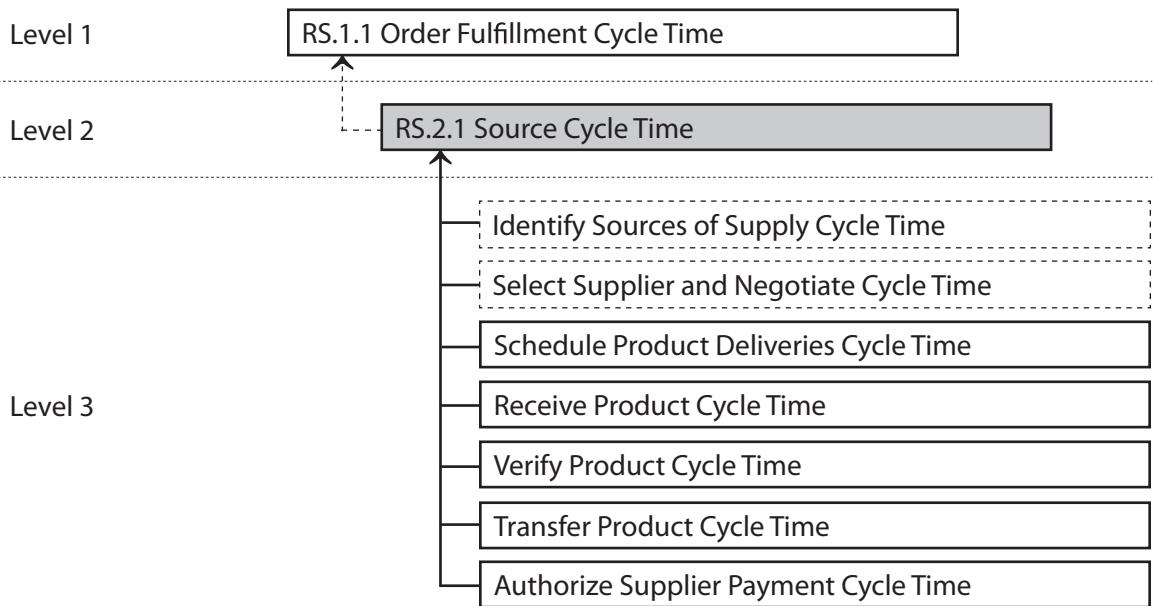 Level 1
RS.1.1 Order Fulfillment Cycle Time
Level 2
RS.2.1 Source Cycle Time
Identify Sources of Supply Cycle Time
Select Supplier and Negotiate Cycle Time
Schedule Product Deliveries Cycle Time
Level 3
Receive Product Cycle Time
Verify Product Cycle Time
Transfer Product Cycle Time
Authorize Supplier Payment Cycle Time